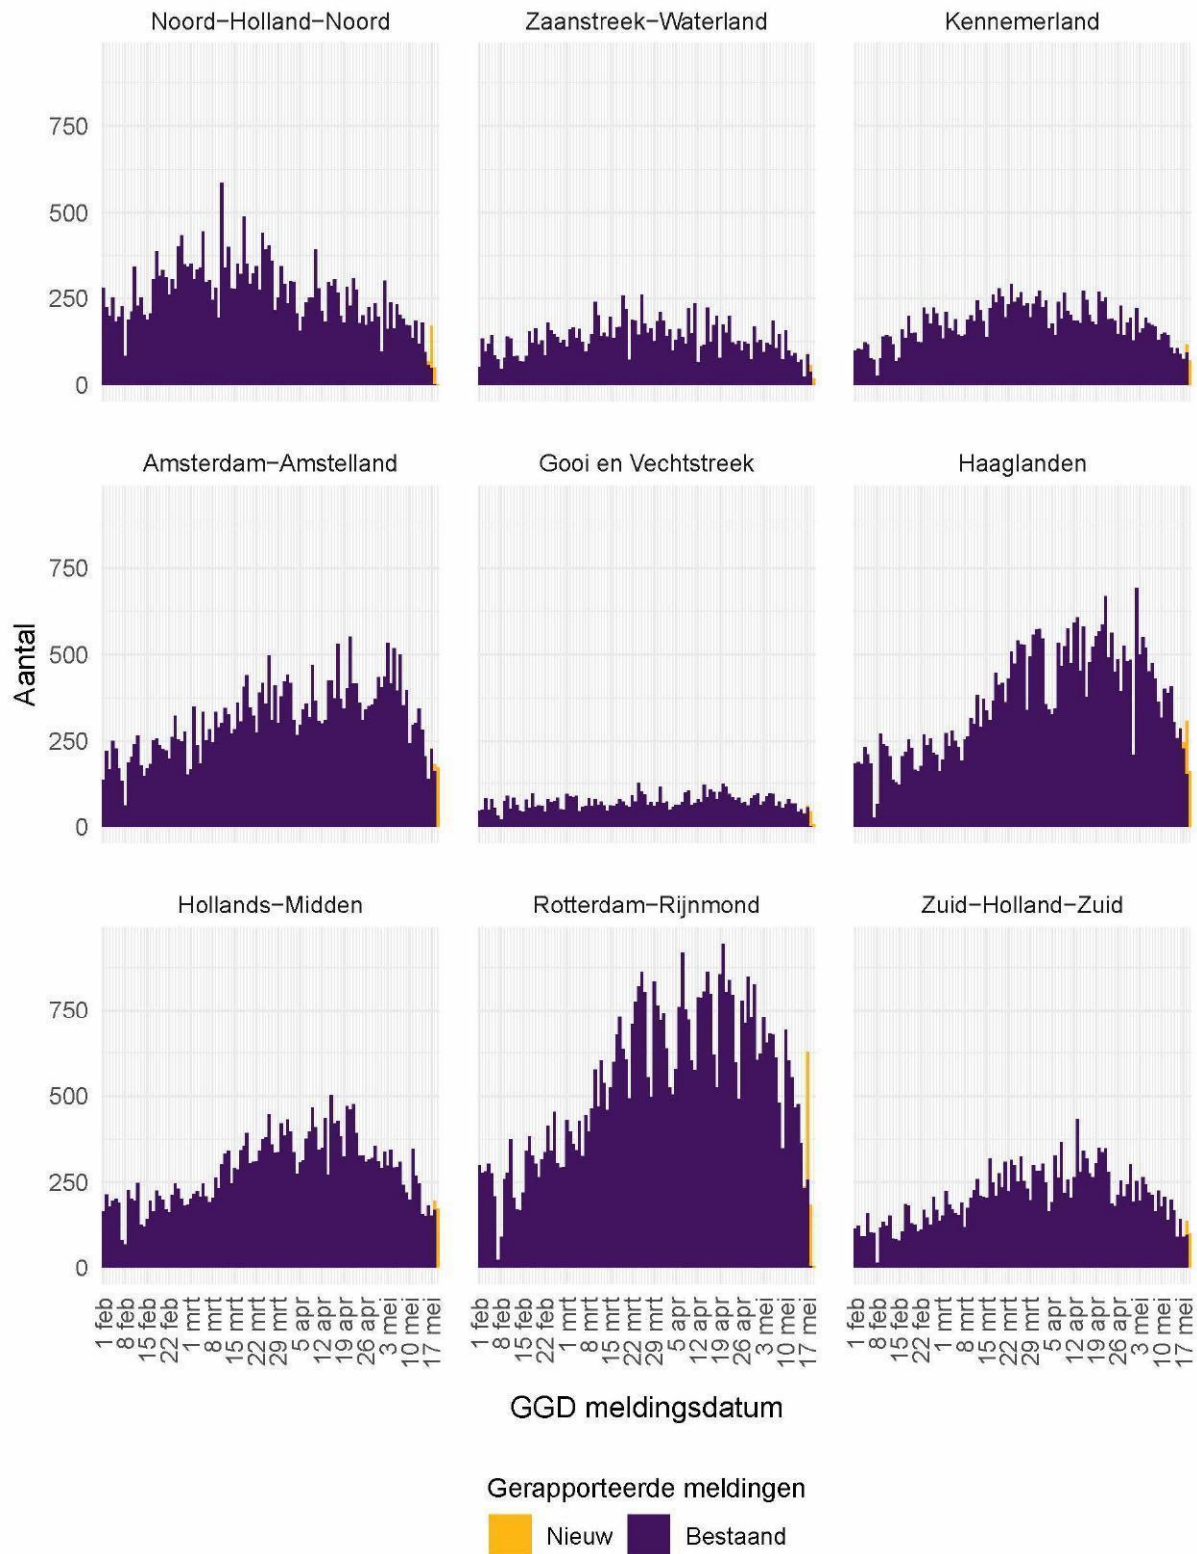 Noord-Holland-Noord
Zaanstreek-Waterland
Kennemerland
750
500
250
0
Amsterdam-Amstelland
Gooi en Vechtstreek
Haaglanden
750
500
250
0
Aantal
Hollands-Midden
Rotterdam-Rijnmond
Zuid-Holland-Zuid
750
500
250
0
1 feb
8 feb
15 feb
22 feb
1 mrt
8 mrt
15 mrt
22 mrt
29 mrt
5 apr
12 apr
19 apr
26 apr
3 mei
10 mei
17 mei
1 feb
8 feb
15 feb
22 feb
1 mrt
8 mrt
15 mrt
22 mrt
29 mrt
5 apr
12 apr
19 apr
26 apr
3 mei
10 mei
17 mei
1 feb
8 feb
15 feb
22 feb
1 mrt
8 mrt
15 mrt
22 mrt
29 mrt
5 apr
12 apr
19 apr
26 apr
3 mei
10 mei
17 mei
GGD meldingsdatum
Gerapporteerde meldingen
Nieuw
Bestaand